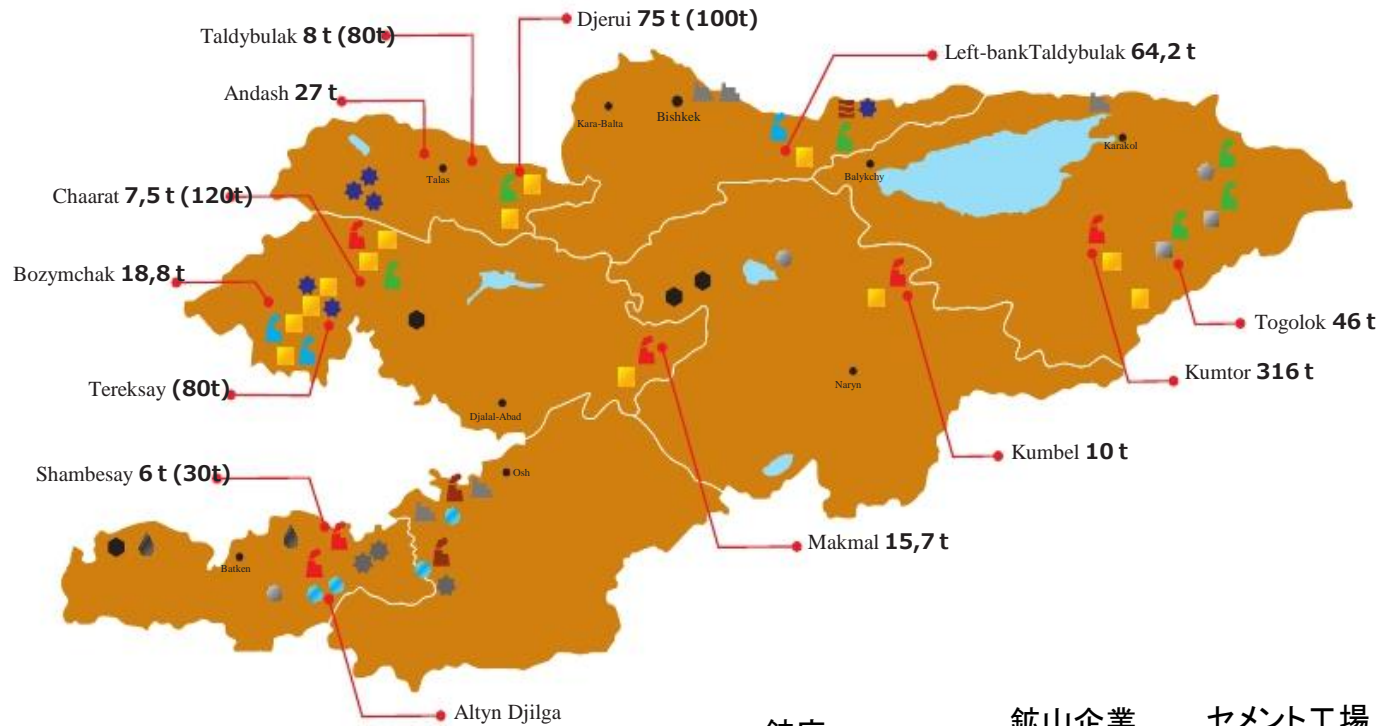 Djerui 75 t (100t)
Taldybulak 8 t (80t)
Left-bankTaldybulak 64,2 t
Andash 27 t
Kara-Balta
Bishkek
Karakol
Talas
Balykchy
Chaarat 7,5 t (120t)
Bozymchak 18,8 t
Togolok 46 t
Kumtor 316 t
Tereksay (80t)
Naryn
Djalal-Abad
Kumbel 10 t
Shambesay 6 t (30t)
Osh
Makmal 15,7 t
Batken
Altyn Djilga
鉱山企業
セメント工場